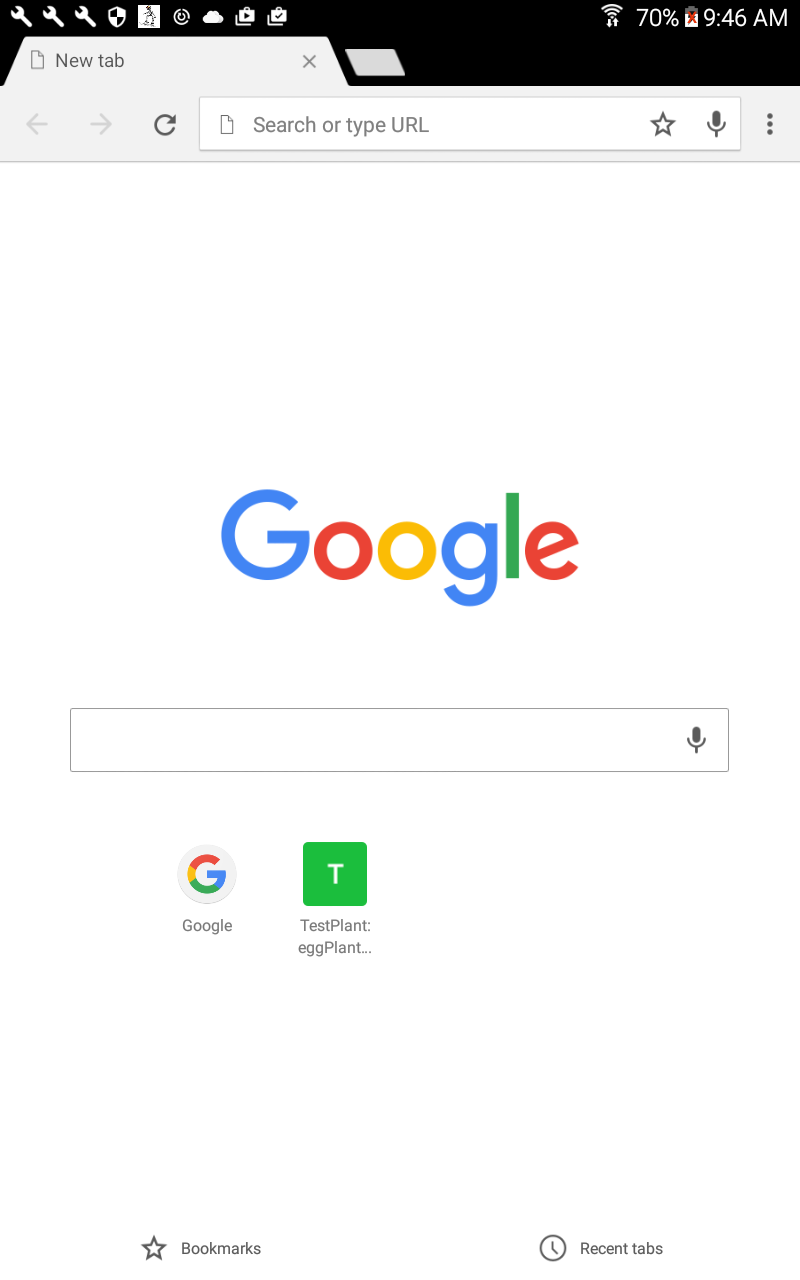 70% 9:46 AM
New tab
Search or type URL
Google
T
Google
TestPlant:
eggPlant...
Bookmarks
Recent tabs